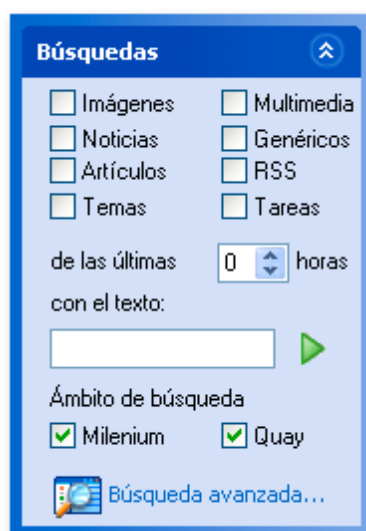 Búsquedas
Imágenes Multimedia
Noticias Genéricos
Artículos RSS
Temas Tareas
de las últimas 0 horas
con el texto:
Ámbito de búsqueda
Milenium Quay
Búsqueda avanzada...